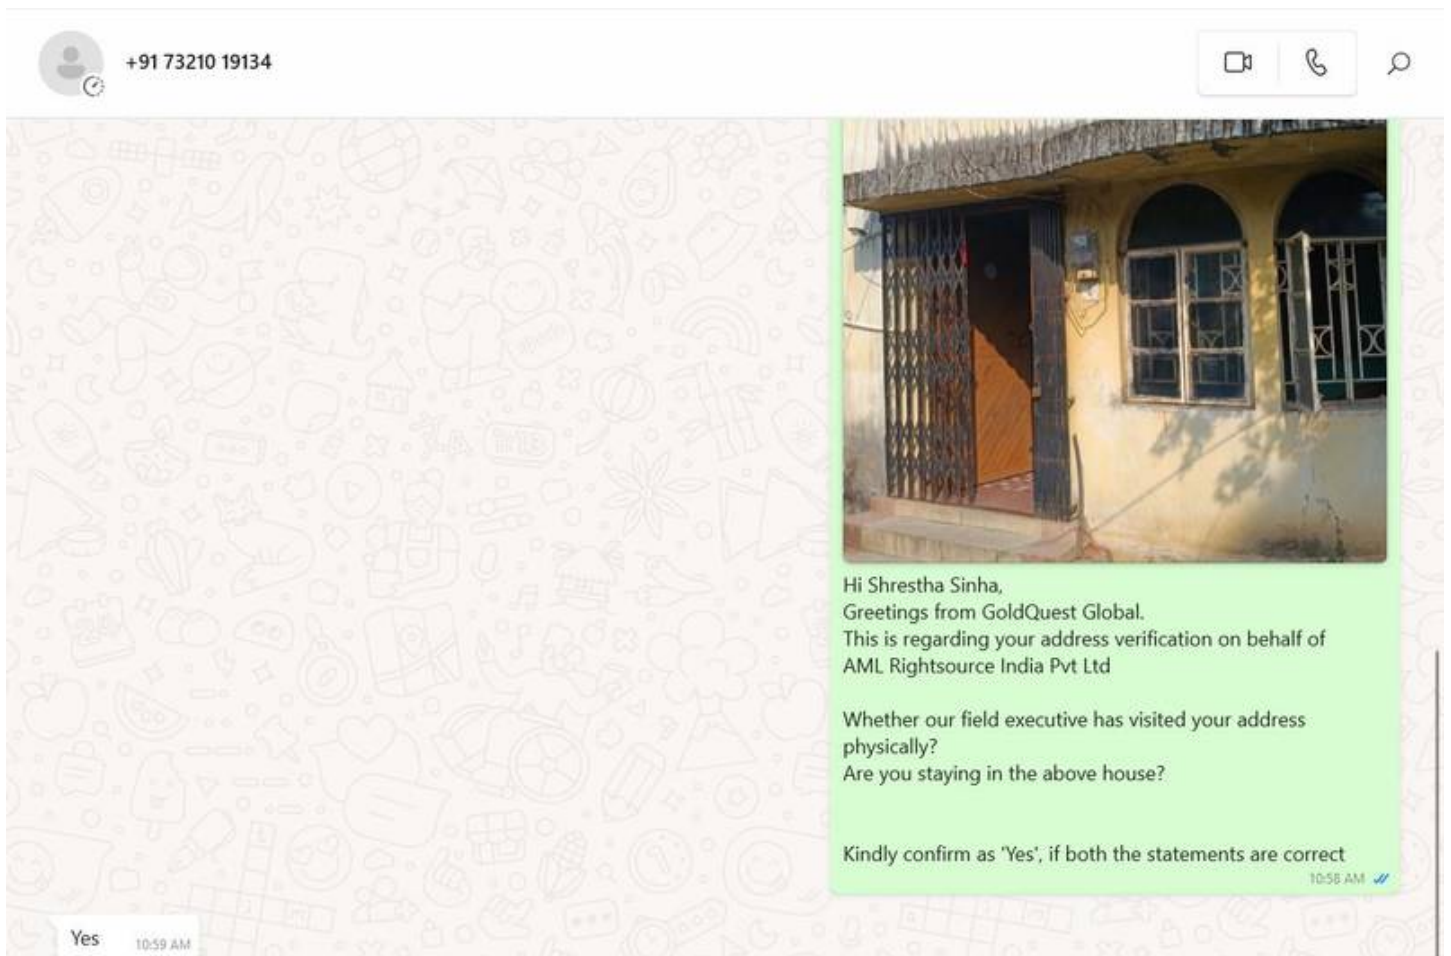 +91 73210 19134
Hi Shrestha Sinha,
Greetings from GoldQuest Global.
This is regarding your address verification on behalf of
AML Rightsource India Pvt Ltd
Whether our field executive has visited your address
physically?
Are you staying in the above house?
Kindly confirm as 'Yes', if both the statements are correct
10:58 AM
Yes
10:59 AM